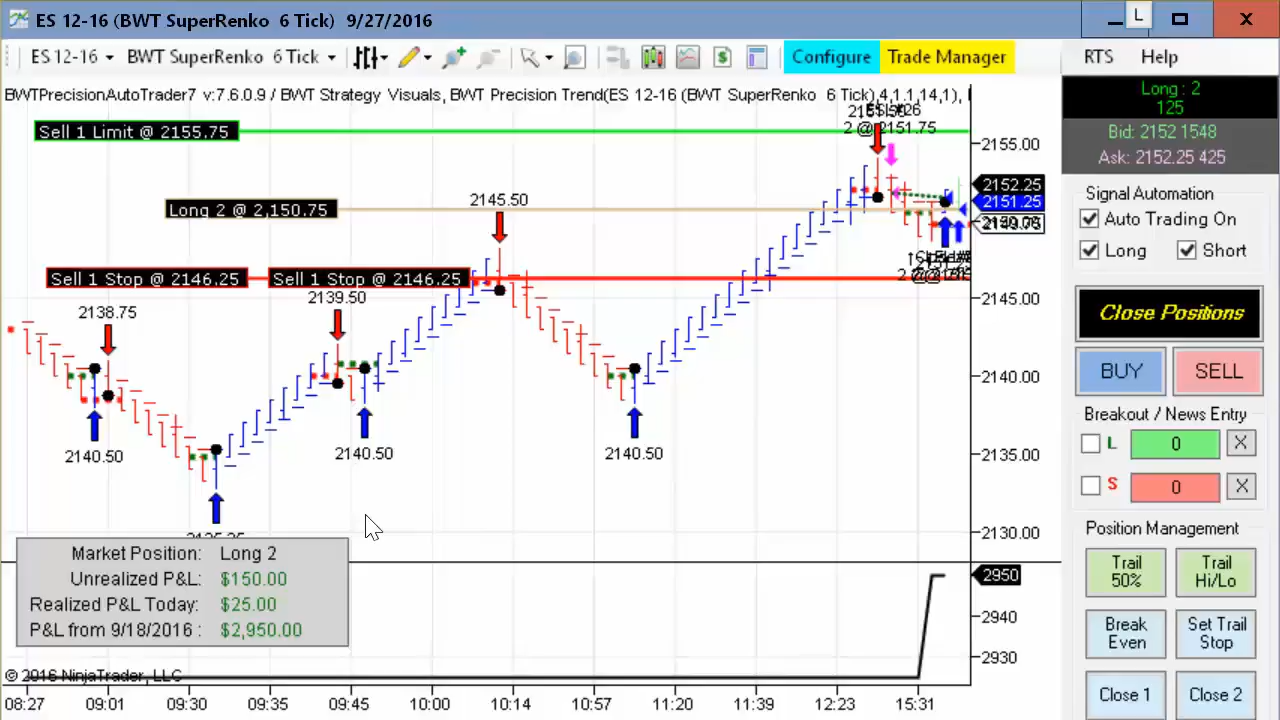 ES 12-16 (BWT SuperRenko 6 Tick) 9/27/2016
L
ES 12-16 BWT SuperRenko 6 Tick Configure Trade Manager RTS Help
BWTPrecisionAutoTrader7 v:7.6.0.9 / BWT Strategy Visuals, BWT Precision Trend(ES 12-16 (BWT SuperRenko 6 Tick),4,1.1,14,1),
Long : 2
125
Bid: 2152 1548
Ask: 2152.25 425
Sell 1 Limit @ 2155.75
2 @ 2151.75
2155.00
2152.25
2151.25
2149.75
Long 2 @ 2,150.75
2145.50
Sell 1 Stop @ 2146.25 Sell 1 Stop @ 2146.25
2145.00
2138.75
2139.50
2140.00
2140.50
2140.50
2140.50
2135.00
2130.00
Signal Automation
Auto Trading On
Long Short
Close Positions
BUY SELL
Breakout / News Entry
L 0 X
S 0 X
Position Management
Trail 50% Trail Hi/Lo
Break Even Set Trail Stop
Close 1 Close 2
Market Position: Long 2
Unrealized P&L: $150.00
Realized P&L Today: $25.00
P&L from 9/18/2016 : $2,950.00
2950
2940
2930
© 2016 NinjaTrader, LLC
08:27 09:01 09:30 09:35 09:45 10:00 10:14 10:57 11:20 11:39 12:23 15:31